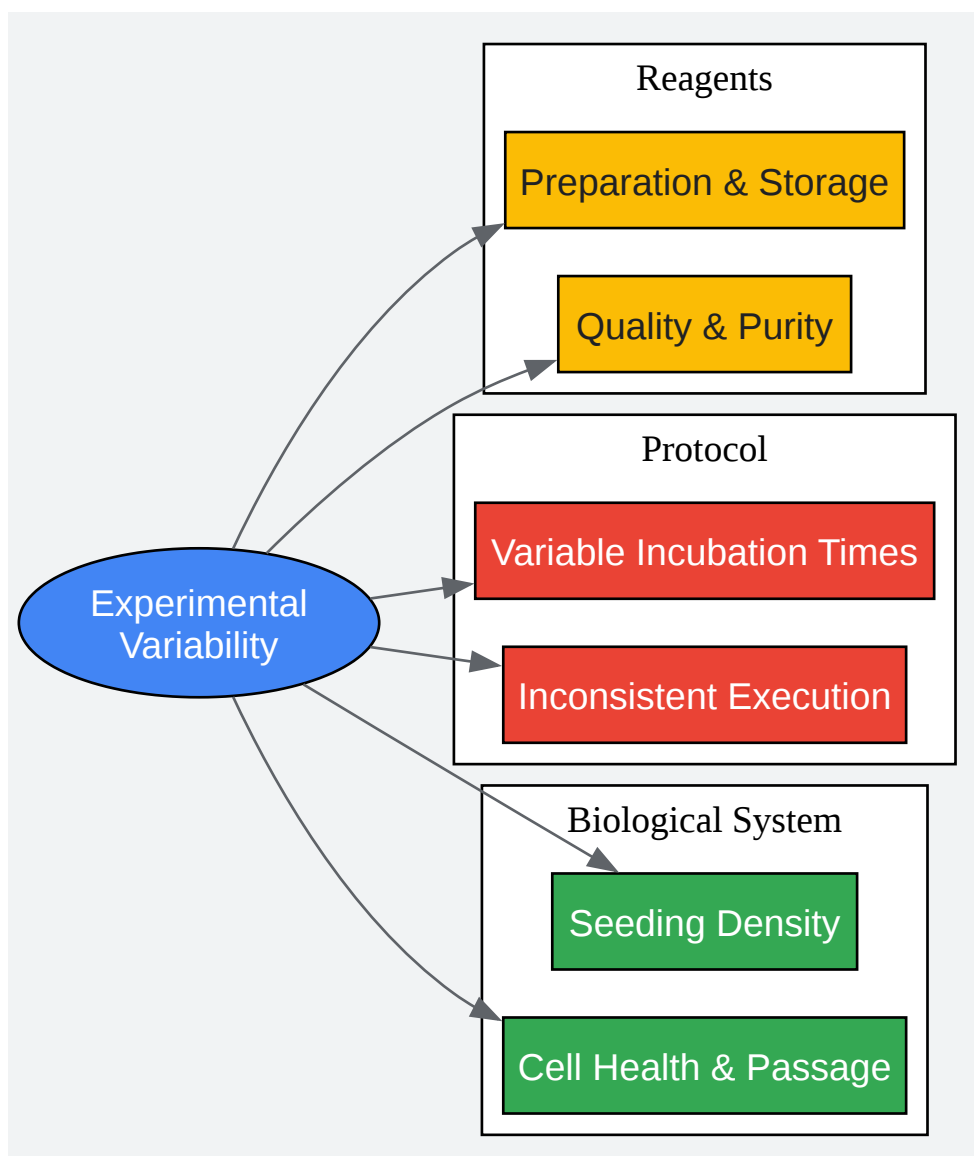 Reagents
Preparation & Storage
Quality & Purity
Protocol
Variable Incubation Times
Experimental
Variability
Inconsistent Execution
Biological System
Seeding Density
Cell Health & Passage